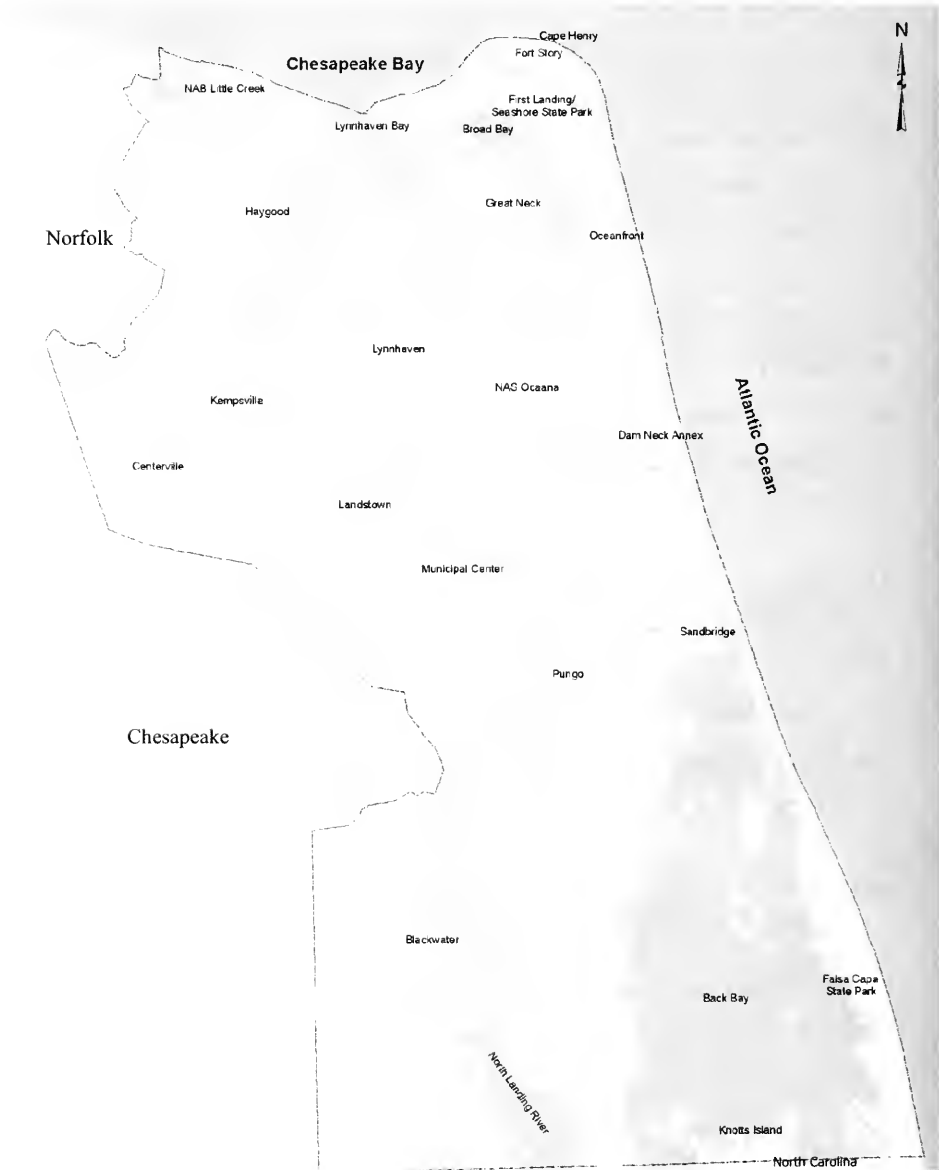 N
Cape Henry
Fort Story
Chesapeake Bay
NAB Little Creek
First Landing/
Seashore State Park
Lynnhaven Bay
Broad Bay
Great Neck
Haygood
Oceanfront
Norfolk
Lynnhaven
NAS Oceana
Kempsville
Atlantic Ocean
Dam Neck Annex
Centerville
Landstown
Municipal Center
Sandbridge
Pungo
Chesapeake
Blackwater
False Cape
State Park
Back Bay
North Landing River
Knotts Island
North Carolina